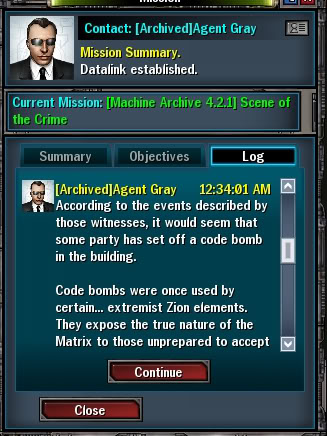 Mission
Contact: [Archived]Agent Gray
Mission Summary.
Datalink established.
Current Mission: [Machine Archive 4.2.1] Scene of
the Crime
Summary
Objectives
Log
[Archived]Agent Gray 12:34:01 AM
According to the events described by
those witnesses, it would seem that
some party has set off a code bomb
in the building.
Code bombs were once used by
certain... extremist Zion elements.
They expose the true nature of the
Matrix to those unprepared to accept
Continue
Close